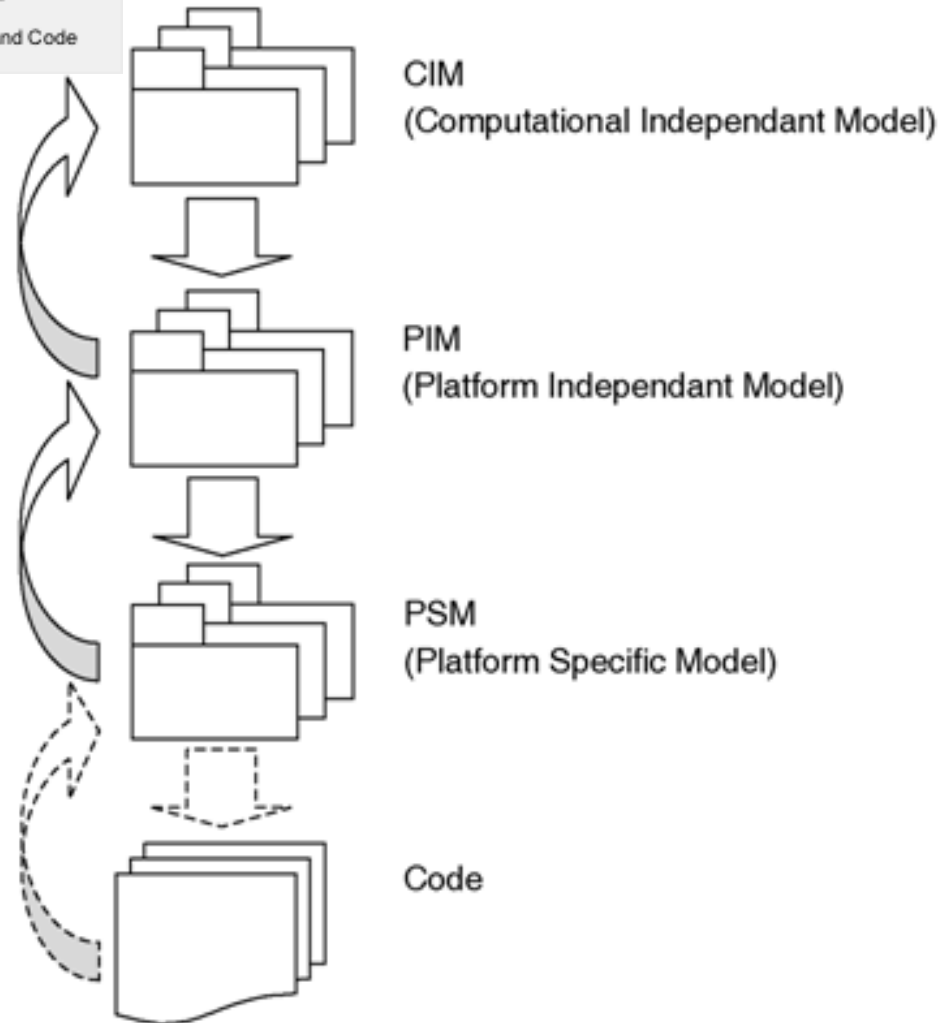 nd Code
CIM
(Computational Independant Model)
PIM
(Platform Independant Model)
PSM
(Platform Specific Model)
Code